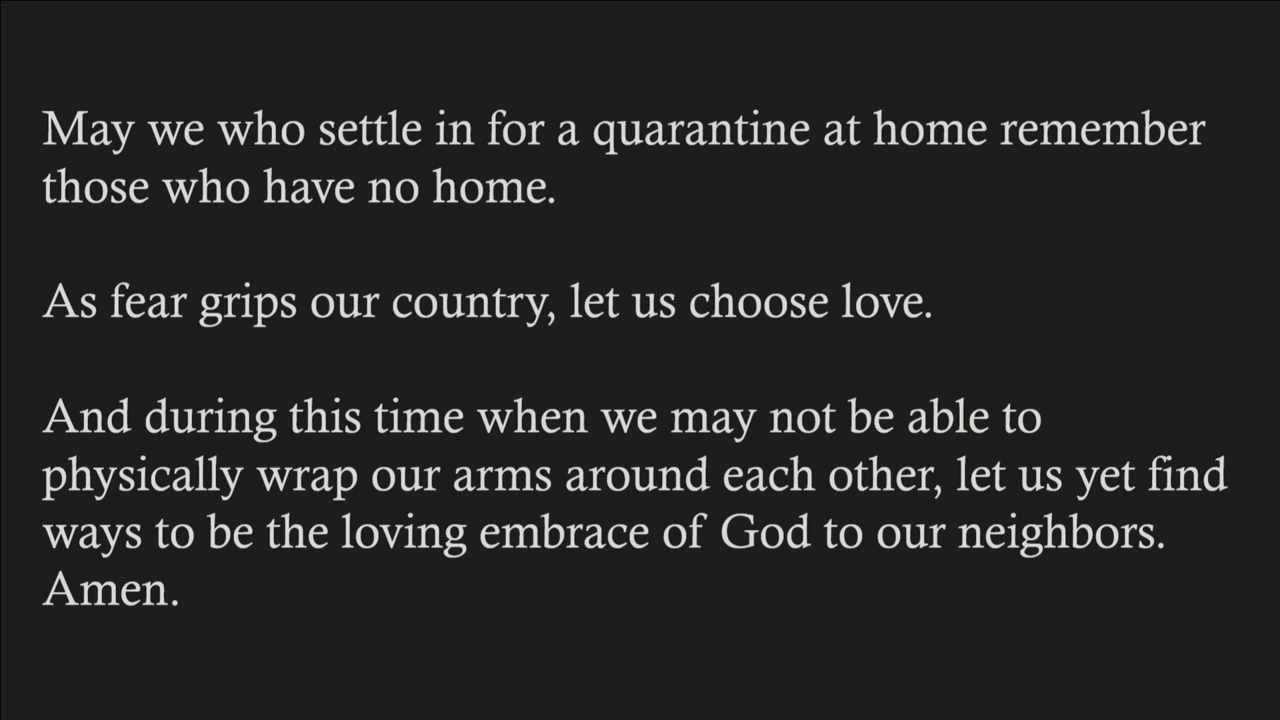 May we who settle in for a quarantine at home remember
those who have no home.
As fear grips our country, let us choose love.
And during this time when we may not be able to
physically wrap our arms around each other, let us yet find
ways to be the loving embrace of God to our neighbors.
Amen.